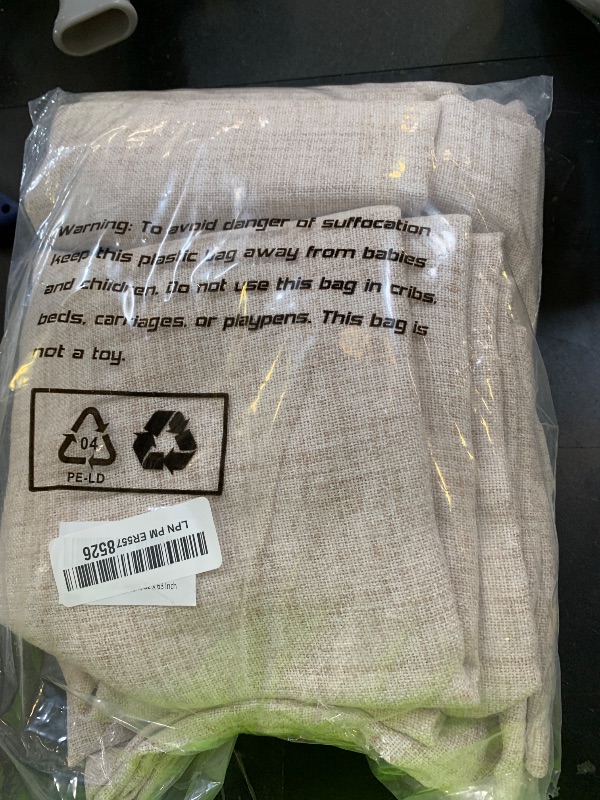 Warning: To avoid danger of suffocation
keep this plastic bag away from babies
and children. Do not use this bag in cribs,
beds, carriages, or playpens. This bag is
not a toy.
04
PE-LD
LPN PM ER557 8526
inch